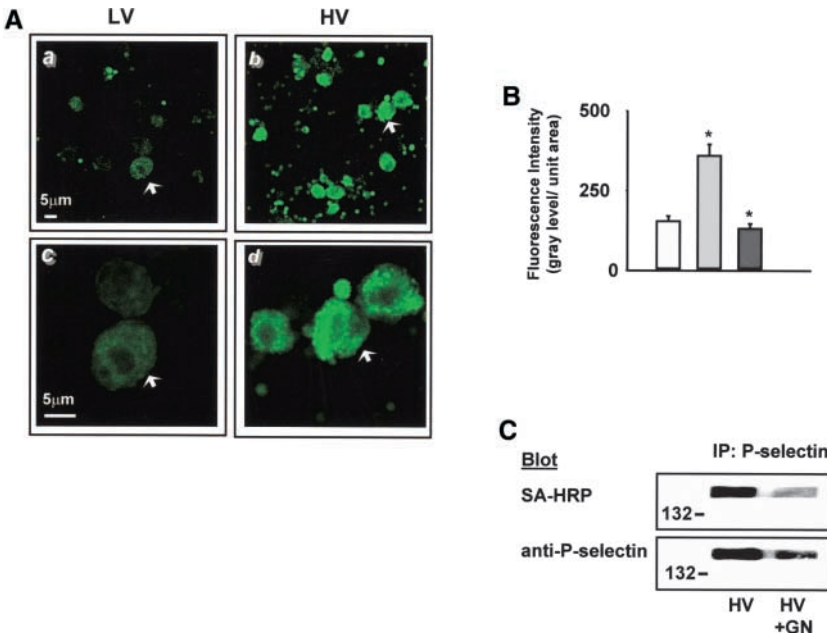 A
LV
HV
a
b
5μm
c
d
5μm
B
Fluorescence Intensity
(gray level/ unit area)
500
250
0
*
*
C
IP: P-selectin
Blot
SA-HRP
132–
anti-P-selectin
132–
HV
HV
+GN